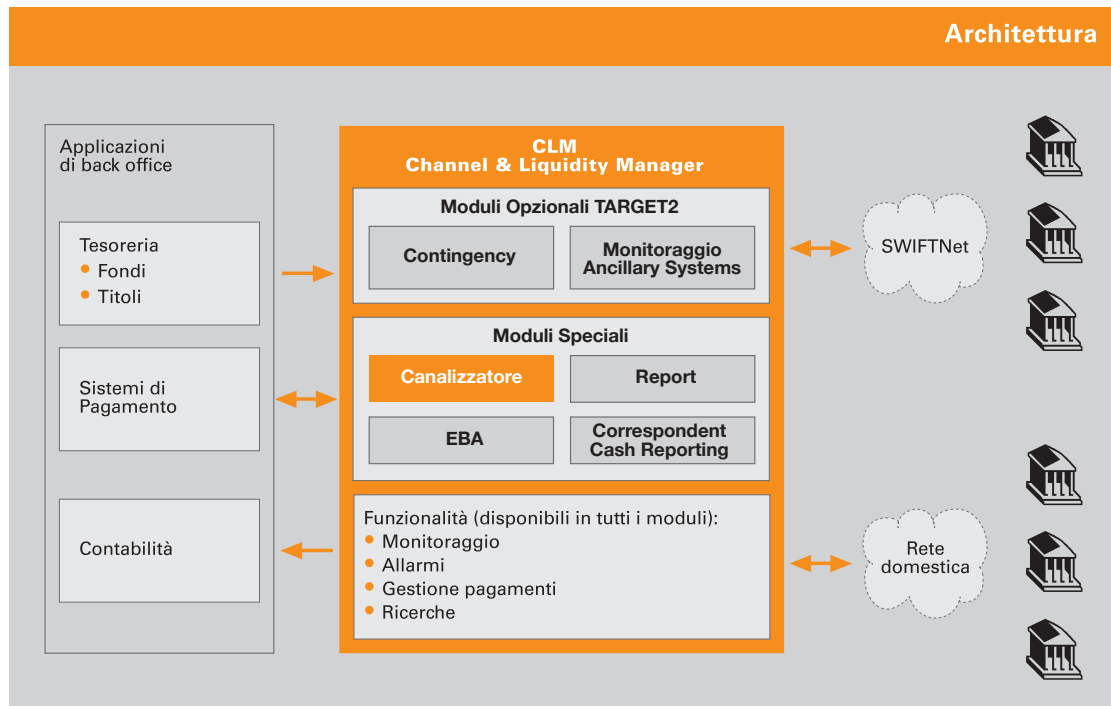 Architettura
Applicazioni
di back office
Tesoreria
• Fondi
• Titoli
Sistemi di
Pagamento
Contabilità
CLM
Channel & Liquidity Manager
Moduli Opzionali TARGET2
Contingency
Monitoraggio
Ancillary Systems
Moduli Speciali
Canalizzatore
Report
EBA
Correspondent
Cash Reporting
Funzionalità (disponibili in tutti i moduli):
• Monitoraggio
• Allarmi
• Gestione pagamenti
• Ricerche
SWIFTNet
Rete
domestica